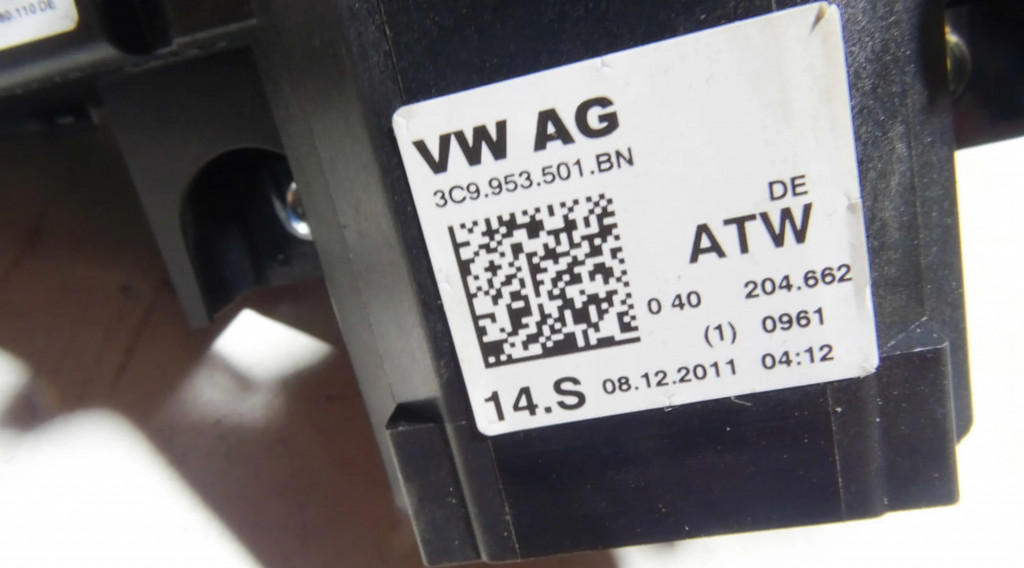 VW AG
3C9.953.501.BN
DE
ATW
0 40 204.662
(1) 0961
14.S 08.12.2011 04:12